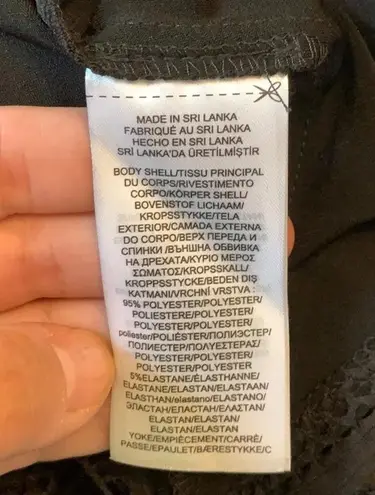 MADE IN SRI LANKA
FABRIQUÉ AU SRI LANKA
HECHO EN SRI LANKA
SRİ LANKA'DA ÜRETİLMİŞTİR
BODY SHELL/TISSU PRINCIPAL
DU CORPS/RIVESTIMENTO
CORPO/KÖRPER SHELL/
BOVENSTOF LICHAAM/
KROPSSTYKKE/TELA
EXTERIOR/CAMADA EXTERNA
DO CORPO/ВЕРХ ПЕРЕДА И
СПИНКИ /ВЪНШНА ОБВИВКА
НА ДРЕХАТА/ΚΥΡΙΟ ΜΕΡΟΣ
ΣΩΜΑΤΟΣ/KROPPSSKALL/
KROPPSSTYCKE/BEDEN DIŞ
KATMANI/VRCHNÍ VRSTVA :
95% POLYESTER/POLYESTER/
POLIESTERE/POLYESTER/
POLYESTER/POLYESTER/
poliester/POLIÉSTER/ПОЛИЭСТЕР/
ПОЛИЕСТЕР/ΠΟΛΥΕΣΤΕΡΑΣ/
POLYESTER/POLYESTER/
POLYESTER/POLYESTER
5%ELASTANE/ÉLASTHANNE/
ELASTANE/ELASTAN/ELASTAAN/
ELASTHAN/elastano/ELASTANO/
ЭЛАСТАН/ЕЛАСТАН/ΕΛΑΣΤΑΝ/
ELASTAN/ELASTAN/
ELASTAN/ELASTAN
YOKE/EMPIÈCEMENT/CARRÉ/
PASSE/EPAULET/BÆRESTYKKE/C